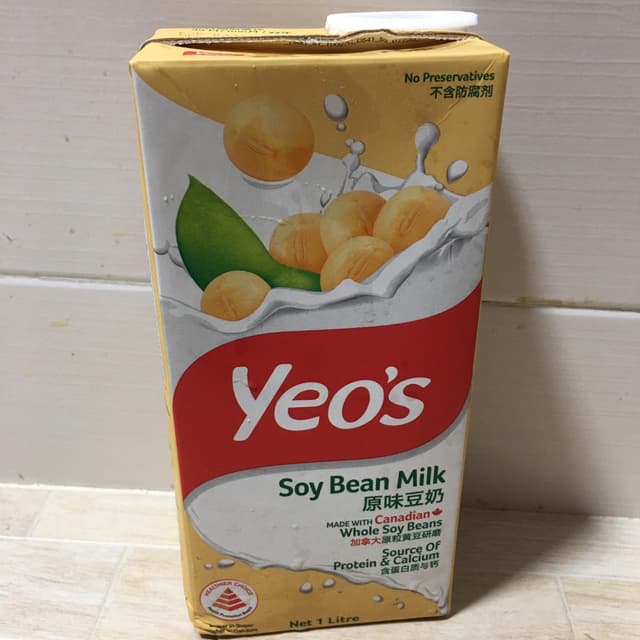 No Preservatives
不含防腐剂
Yeo's
Soy Bean Milk
原味豆奶
MADE WITH Canadian
Whole Soy Beans
加拿大原粒黄豆研磨
Source OF
Protein & Calcium
含蛋白质与钙
HEALTHIER CHOICE
Net 1 Litre